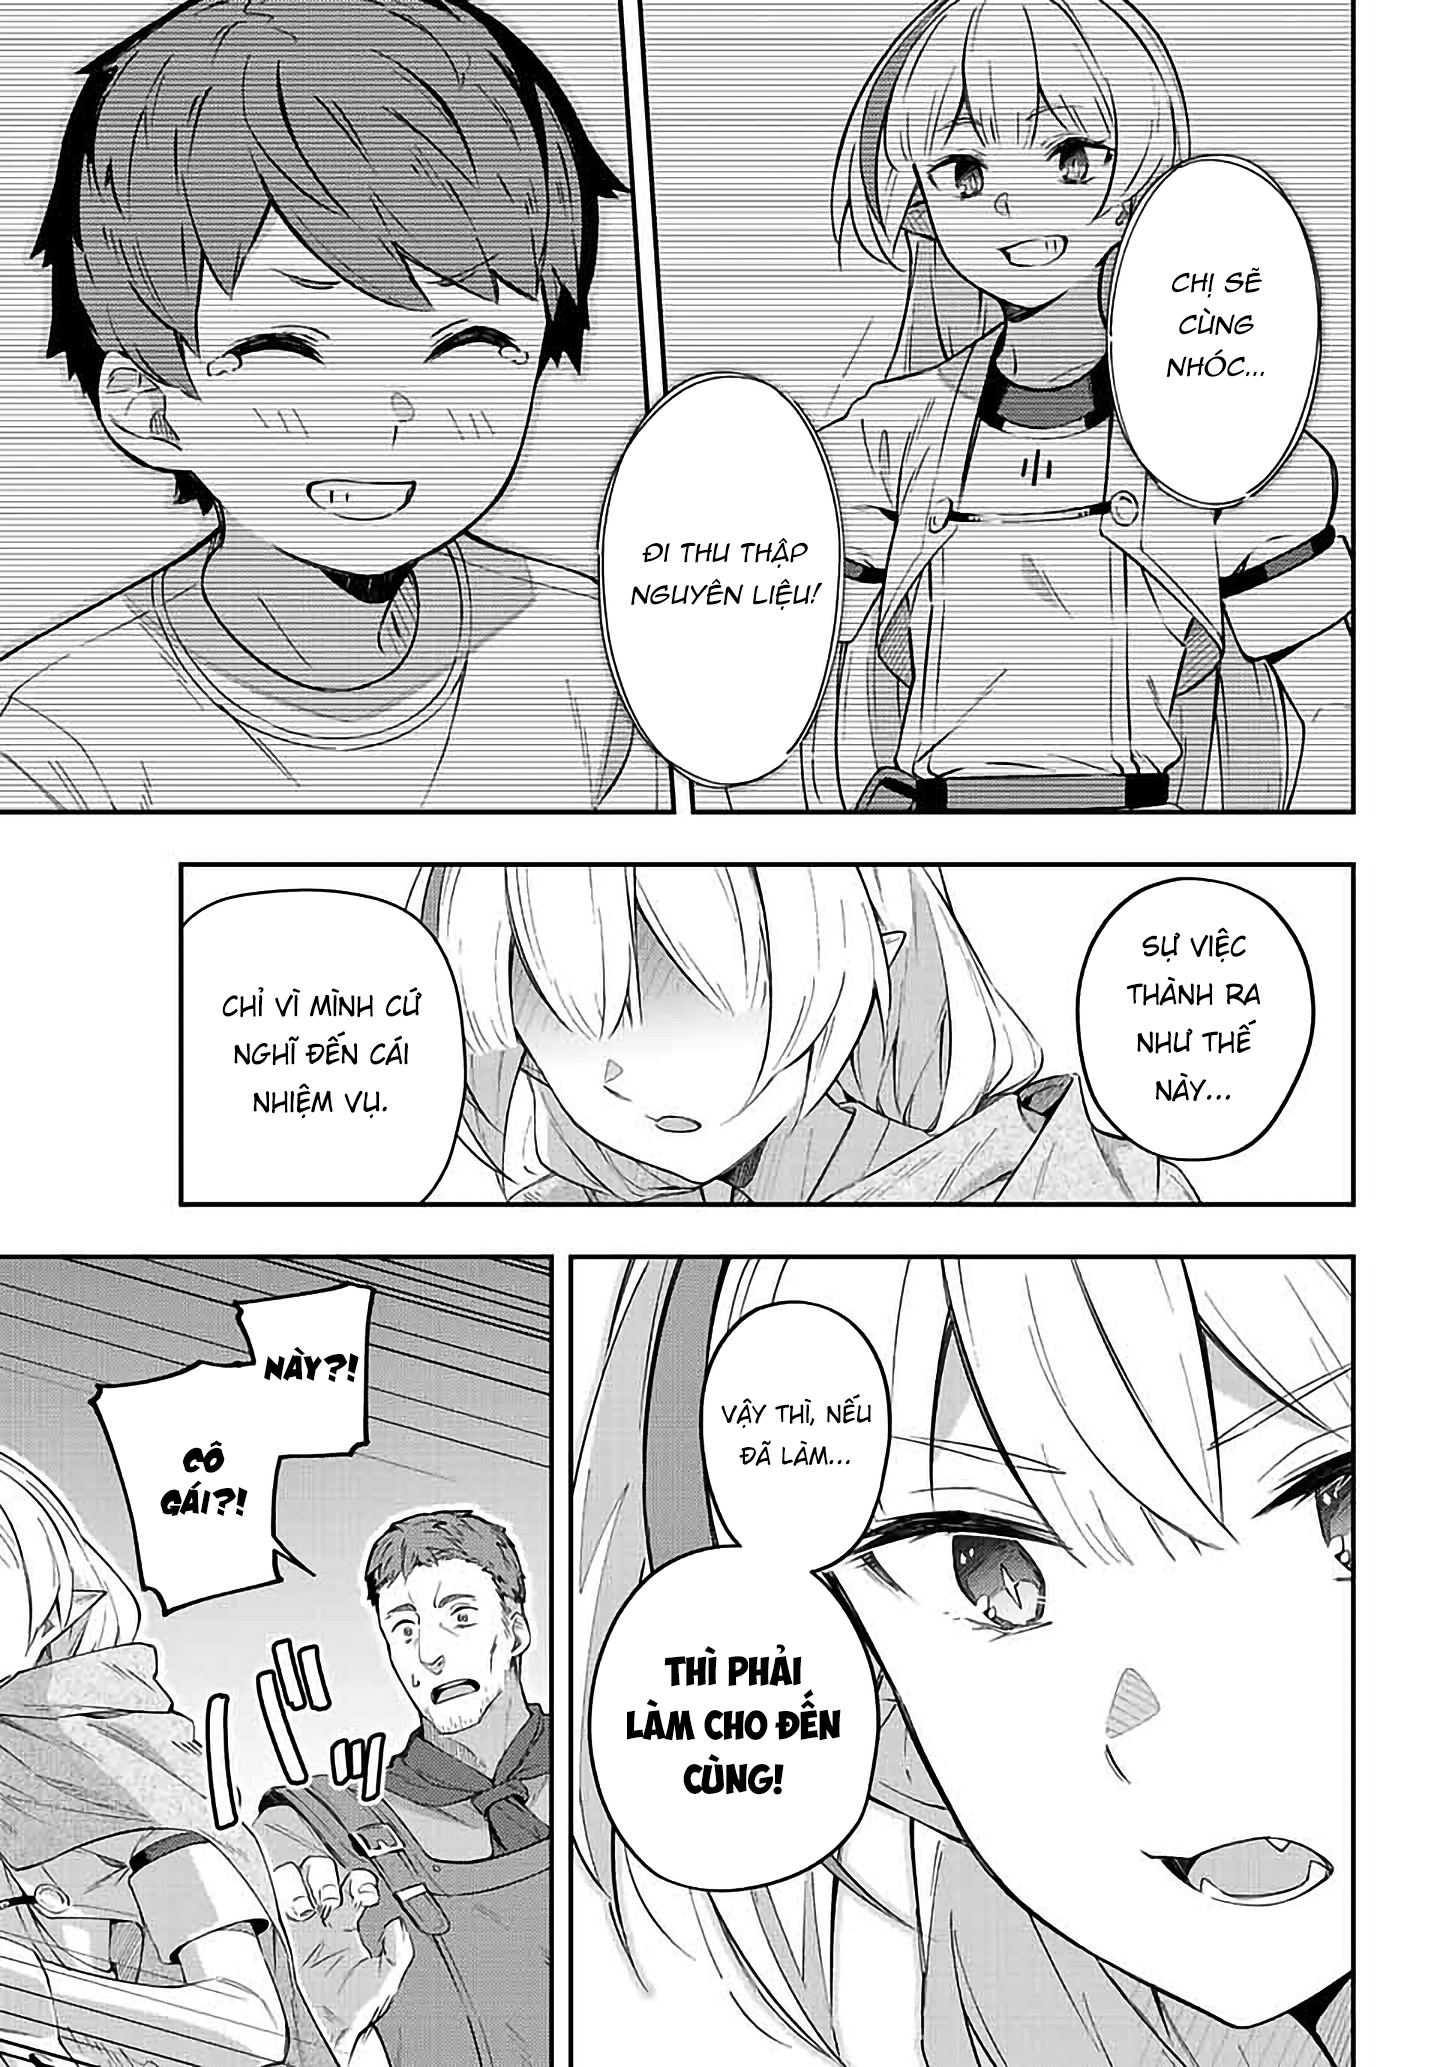 CHỊ SẼ
CÙNG
NHÓC...
ĐI THU THẬP
NGUYÊN LIỆU!
SỰ VIỆC
THÀNH RA
NHƯ THẾ
NÀY...
CHỈ VÌ MÌNH CỨ
NGHĨ ĐẾN CÁI
NHIỆM VỤ.
VẬY THÌ, NẾU
ĐÃ LÀM...
THÌ PHẢI
LÀM CHO ĐẾN
CÙNG!
NÀY?!
CÔ
GÁI?!